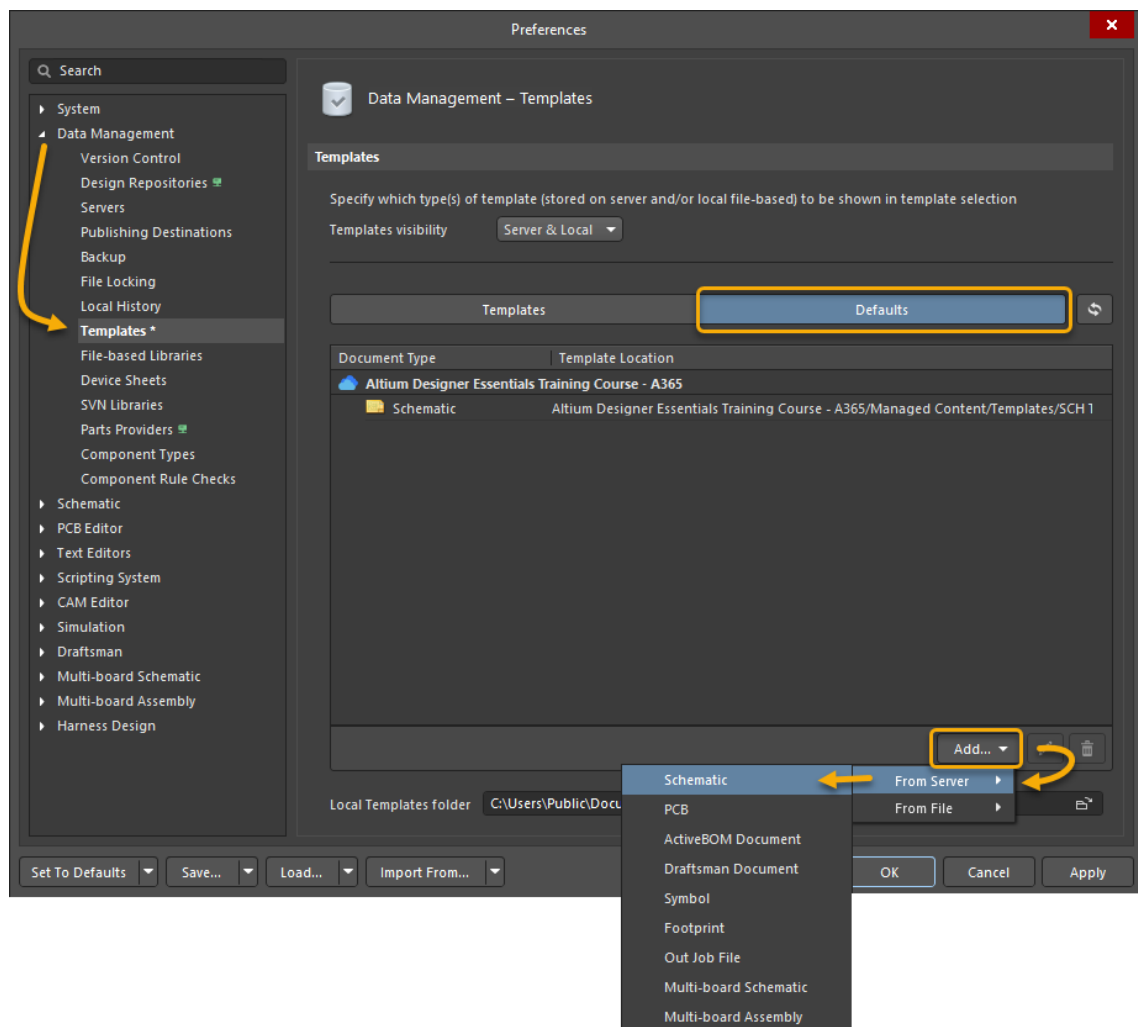 Preferences
Search
System
Data Management
Version Control
Design Repositories
Servers
Publishing Destinations
Backup
File Locking
Local History
Templates *
File-based Libraries
Device Sheets
SVN Libraries
Parts Providers
Component Types
Component Rule Checks
Schematic
PCB Editor
Text Editors
Scripting System
CAM Editor
Simulation
Draftsman
Multi-board Schematic
Multi-board Assembly
Harness Design
Data Management – Templates
Templates
Specify which type(s) of template (stored on server and/or local file-based) to be shown in template selection
Templates visibility Server & Local
Templates Defaults
Document Type Template Location
Altium Designer Essentials Training Course - A365
Schematic Altium Designer Essentials Training Course - A365/Managed Content/Templates/SCH
Add...
From Server
From File
Local Templates folder C:\Users\Public\Docu
Schematic
PCB
ActiveBOM Document
Draftsman Document
Symbol
Footprint
Out Job File
Multi-board Schematic
Multi-board Assembly
Set To Defaults Save... Load... Import From... OK Cancel Apply